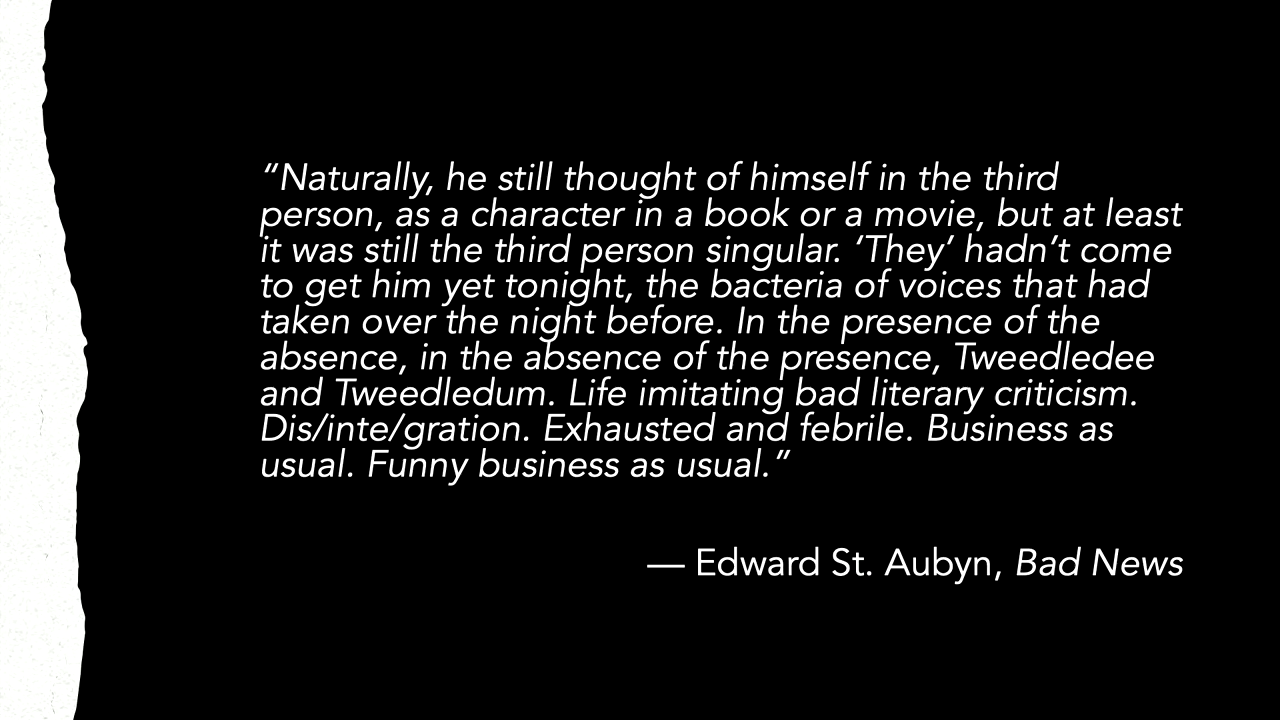 “Naturally, he still thought of himself in the third
person, as a character in a book or a movie, but at least
it was still the third person singular. ‘They’ hadn’t come
to get him yet tonight, the bacteria of voices that had
taken over the night before. In the presence of the
absence, in the absence of the presence, Tweedledee
and Tweedledum. Life imitating bad literary criticism.
Dis/inte/gration. Exhausted and febrile. Business as
usual. Funny business as usual.”
— Edward St. Aubyn, Bad News